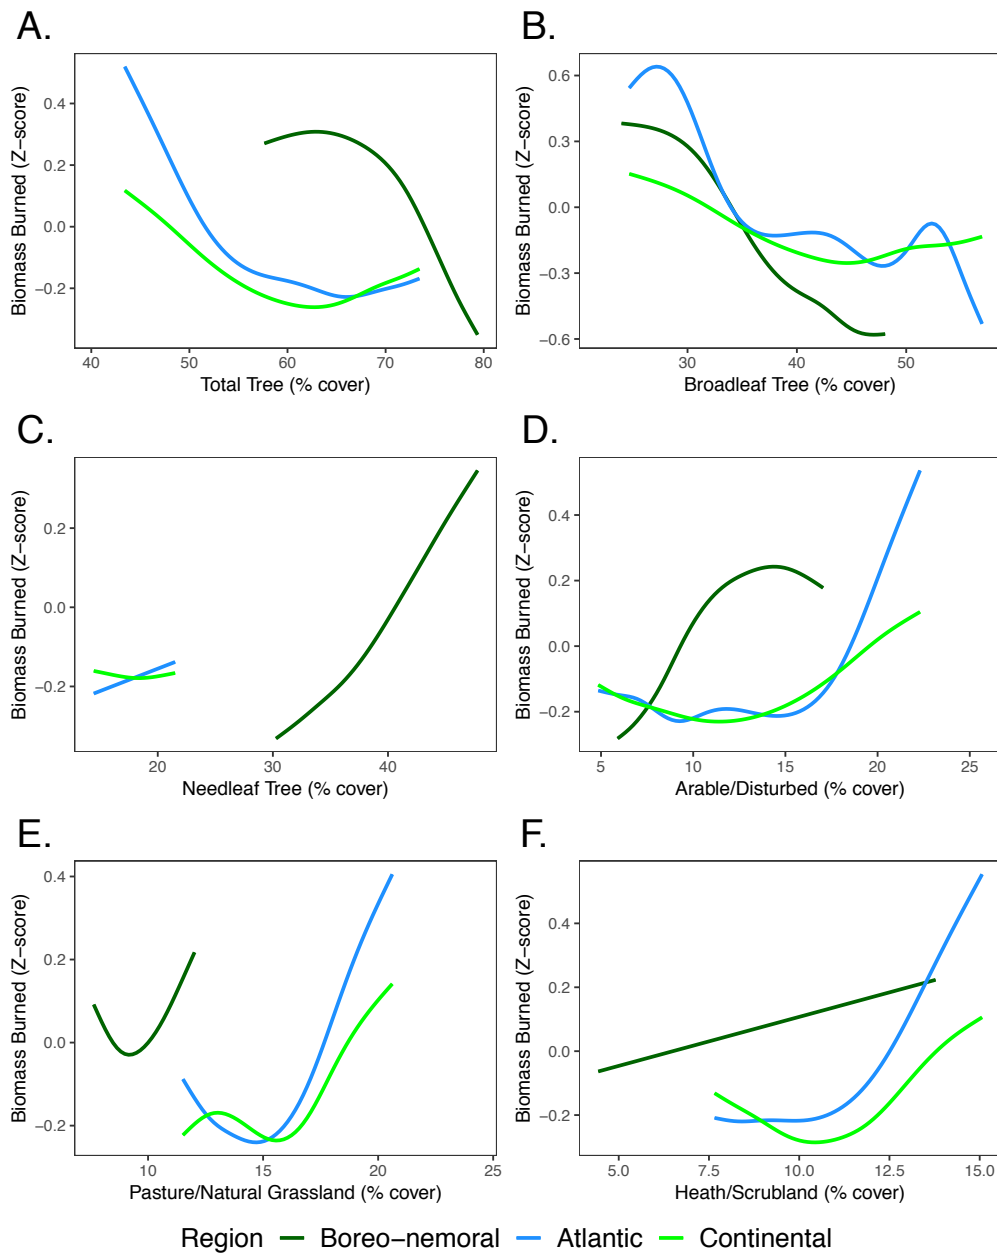 A.
Biomass Burned (Z−score)
0.4
0.2
0.0
−0.2
40 50 60 70 80
Total Tree (% cover)
B.
Biomass Burned (Z−score)
0.6
0.3
0.0
−0.3
−0.6
30 40 50
Broadleaf Tree (% cover)
C.
Biomass Burned (Z−score)
0.2
0.0
−0.2
20 30 40
Needleaf Tree (% cover)
D.
Biomass Burned (Z−score)
0.4
0.2
0.0
−0.2
5 10 15 20 25
Arable/Disturbed (% cover)
E.
Biomass Burned (Z−score)
0.4
0.2
0.0
−0.2
10 15 20 25
Pasture/Natural Grassland (% cover)
F.
Biomass Burned (Z−score)
0.4
0.2
0.0
−0.2
5.0 7.5 10.0 12.5 15.0
Heath/Scrubland (% cover)
Region Boreo−nemoral Atlantic Continental